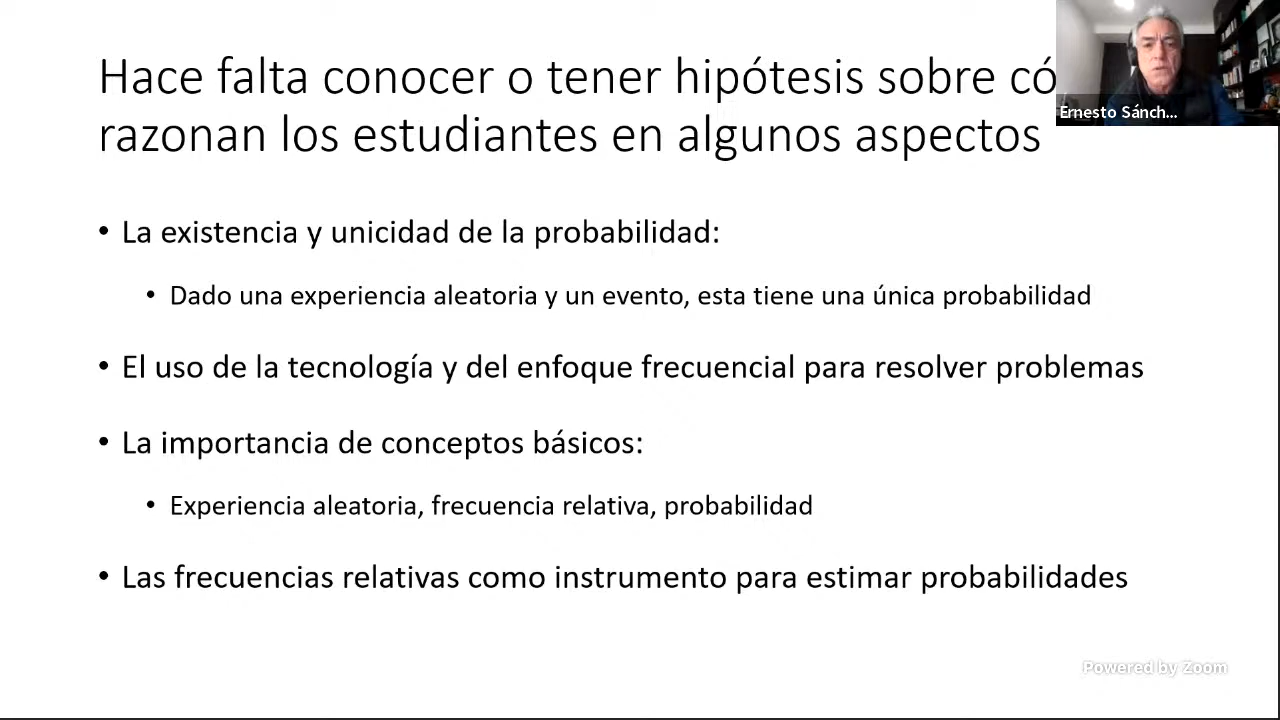 Hace falta conocer o tener hipótesis sobre có
razonan los estudiantes en algunos aspectos
Ernesto Sánch...
• La existencia y unicidad de la probabilidad:
• Dado una experiencia aleatoria y un evento, esta tiene una única probabilidad
• El uso de la tecnología y del enfoque frecuencial para resolver problemas
• La importancia de conceptos básicos:
• Experiencia aleatoria, frecuencia relativa, probabilidad
• Las frecuencias relativas como instrumento para estimar probabilidades
Powered by Zoom